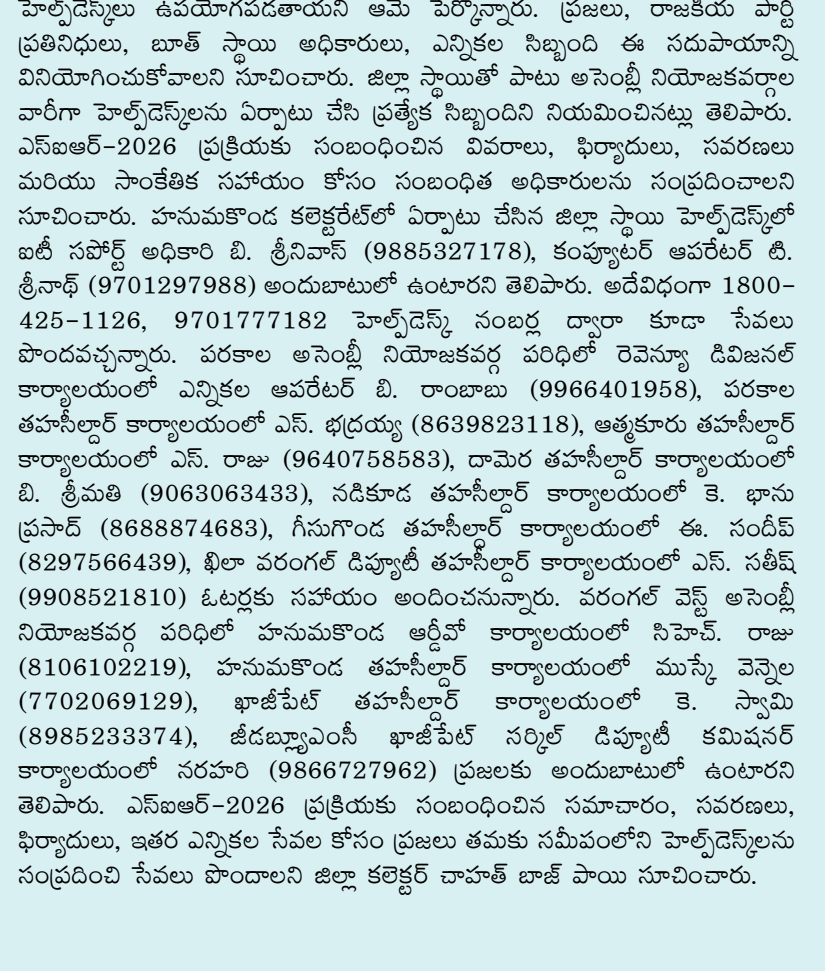 హెల్ప్‌డెస్క్‌లు ఉపయోగపడతాయని ఆమె పేర్కొన్నారు. ప్రజలు, రాజకీయ పార్టీ
ప్రతినిధులు, బూత్ స్థాయి అధికారులు, ఎన్నికల సిబ్బంది ఈ సదుపాయాన్ని
వినియోగించుకోవాలని సూచించారు. జిల్లా స్థాయితో పాటు అసెంబ్లీ నియోజకవర్గాల
వారీగా హెల్ప్‌డెస్క్‌లను ఏర్పాటు చేసి ప్రత్యేక సిబ్బందిని నియమించినట్లు తెలిపారు.
ఎస్ఐఆర్-2026 ప్రక్రియకు సంబంధించిన వివరాలు, ఫిర్యాదులు, సవరణలు
మరియు సాంకేతిక సహాయం కోసం సంబంధిత అధికారులను సంప్రదించాలని
సూచించారు. హనుమకొండ కలెక్టరేట్‌లో ఏర్పాటు చేసిన జిల్లా స్థాయి హెల్ప్‌డెస్క్‌లో
ఐటీ సపోర్ట్ అధికారి బి. శ్రీనివాస్ (9885327178), కంప్యూటర్ ఆపరేటర్ టి.
శ్రీనాథ్ (9701297988) అందుబాటులో ఉంటారని తెలిపారు. అదేవిధంగా 1800-
425-1126, 9701777182 హెల్ప్‌డెస్క్ నంబర్ల ద్వారా కూడా సేవలు
పొందవచ్చన్నారు. పరకాల అసెంబ్లీ నియోజకవర్గ పరిధిలో రెవెన్యూ డివిజనల్
కార్యాలయంలో ఎన్నికల ఆపరేటర్ బి. రాంబాబు (9966401958), పరకాల
తహసీల్దార్ కార్యాలయంలో ఎస్. భద్రయ్య (8639823118), ఆత్మకూరు తహసీల్దార్
కార్యాలయంలో ఎస్. రాజు (9640758583), దామెర తహసీల్దార్ కార్యాలయంలో
బి. శ్రీమతి (9063063433), నడికూడ తహసీల్దార్ కార్యాలయంలో కె. భాను
ప్రసాద్ (8688874683), గీసుగొండ తహసీల్దార్ కార్యాలయంలో ఈ. సందీప్
(8297566439), ఖిలా వరంగల్ డిప్యూటీ తహసీల్దార్ కార్యాలయంలో ఎస్. సతీష్
(9908521810) ఓటర్లకు సహాయం అందించనున్నారు. వరంగల్ వెస్ట్ అసెంబ్లీ
నియోజకవర్గ పరిధిలో హనుమకొండ ఆర్డీవో కార్యాలయంలో సిహెచ్. రాజు
(8106102219), హనుమకొండ తహసీల్దార్ కార్యాలయంలో ముస్కే వెన్నెల
(7702069129), ఖాజీపేట్ తహసీల్దార్ కార్యాలయంలో కె. స్వామి
(8985233374), జీడబ్ల్యూఎంసీ ఖాజీపేట్ సర్కిల్ డిప్యూటీ కమిషనర్
కార్యాలయంలో నరహరి (9866727962) ప్రజలకు అందుబాటులో ఉంటారని
తెలిపారు. ఎస్ఐఆర్-2026 ప్రక్రియకు సంబంధించిన సమాచారం, సవరణలు,
ఫిర్యాదులు, ఇతర ఎన్నికల సేవల కోసం ప్రజలు తమకు సమీపంలోని హెల్ప్‌డెస్క్‌లను
సంప్రదించి సేవలు పొందాలని జిల్లా కలెక్టర్ చాహత్ బాజ్ పాయి సూచించారు.